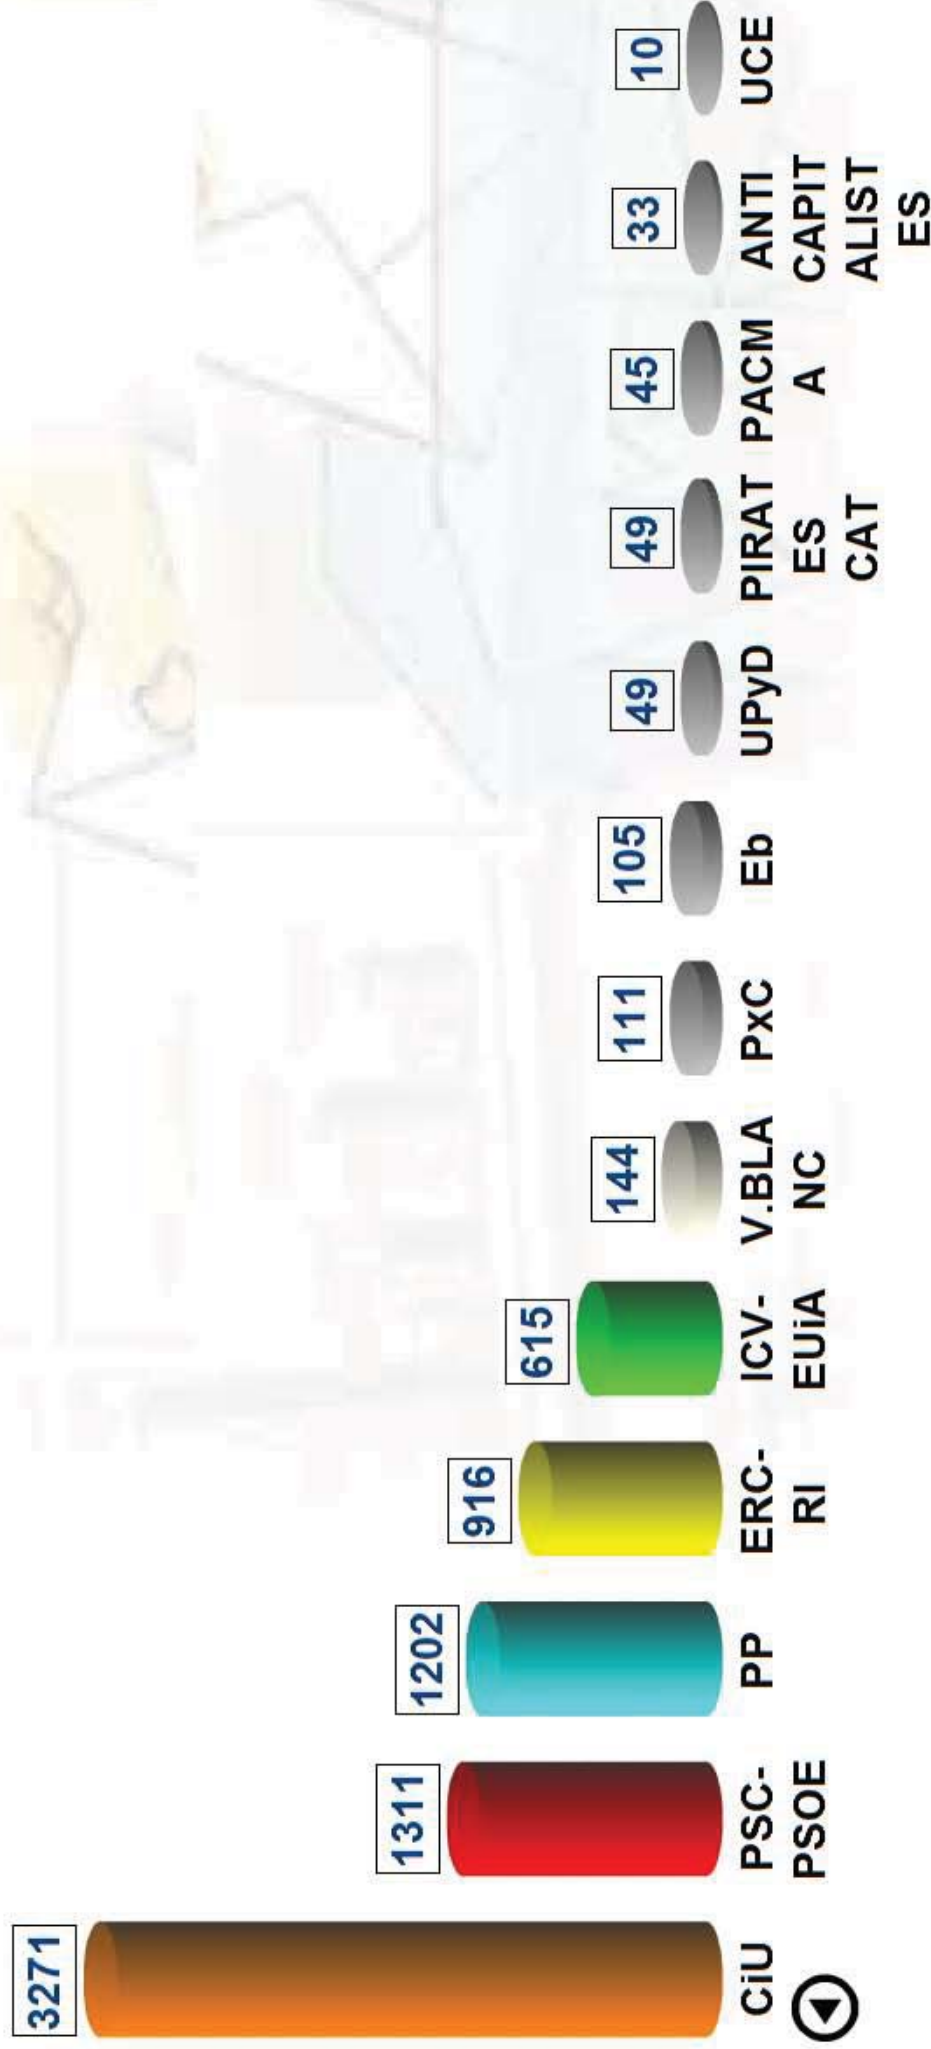 3271
1311
1202
916
615
144
111
105
49
49
45
33
10
CiU
PSC-
PSOE
PP
ERC-
RI
ICV-
EUiA
V.BLA
NC
PxC
Eb
UPyD
PIRAT
ES
CAT
PACM
A
ANTI
CAPIT
ALIST
ES
UCE